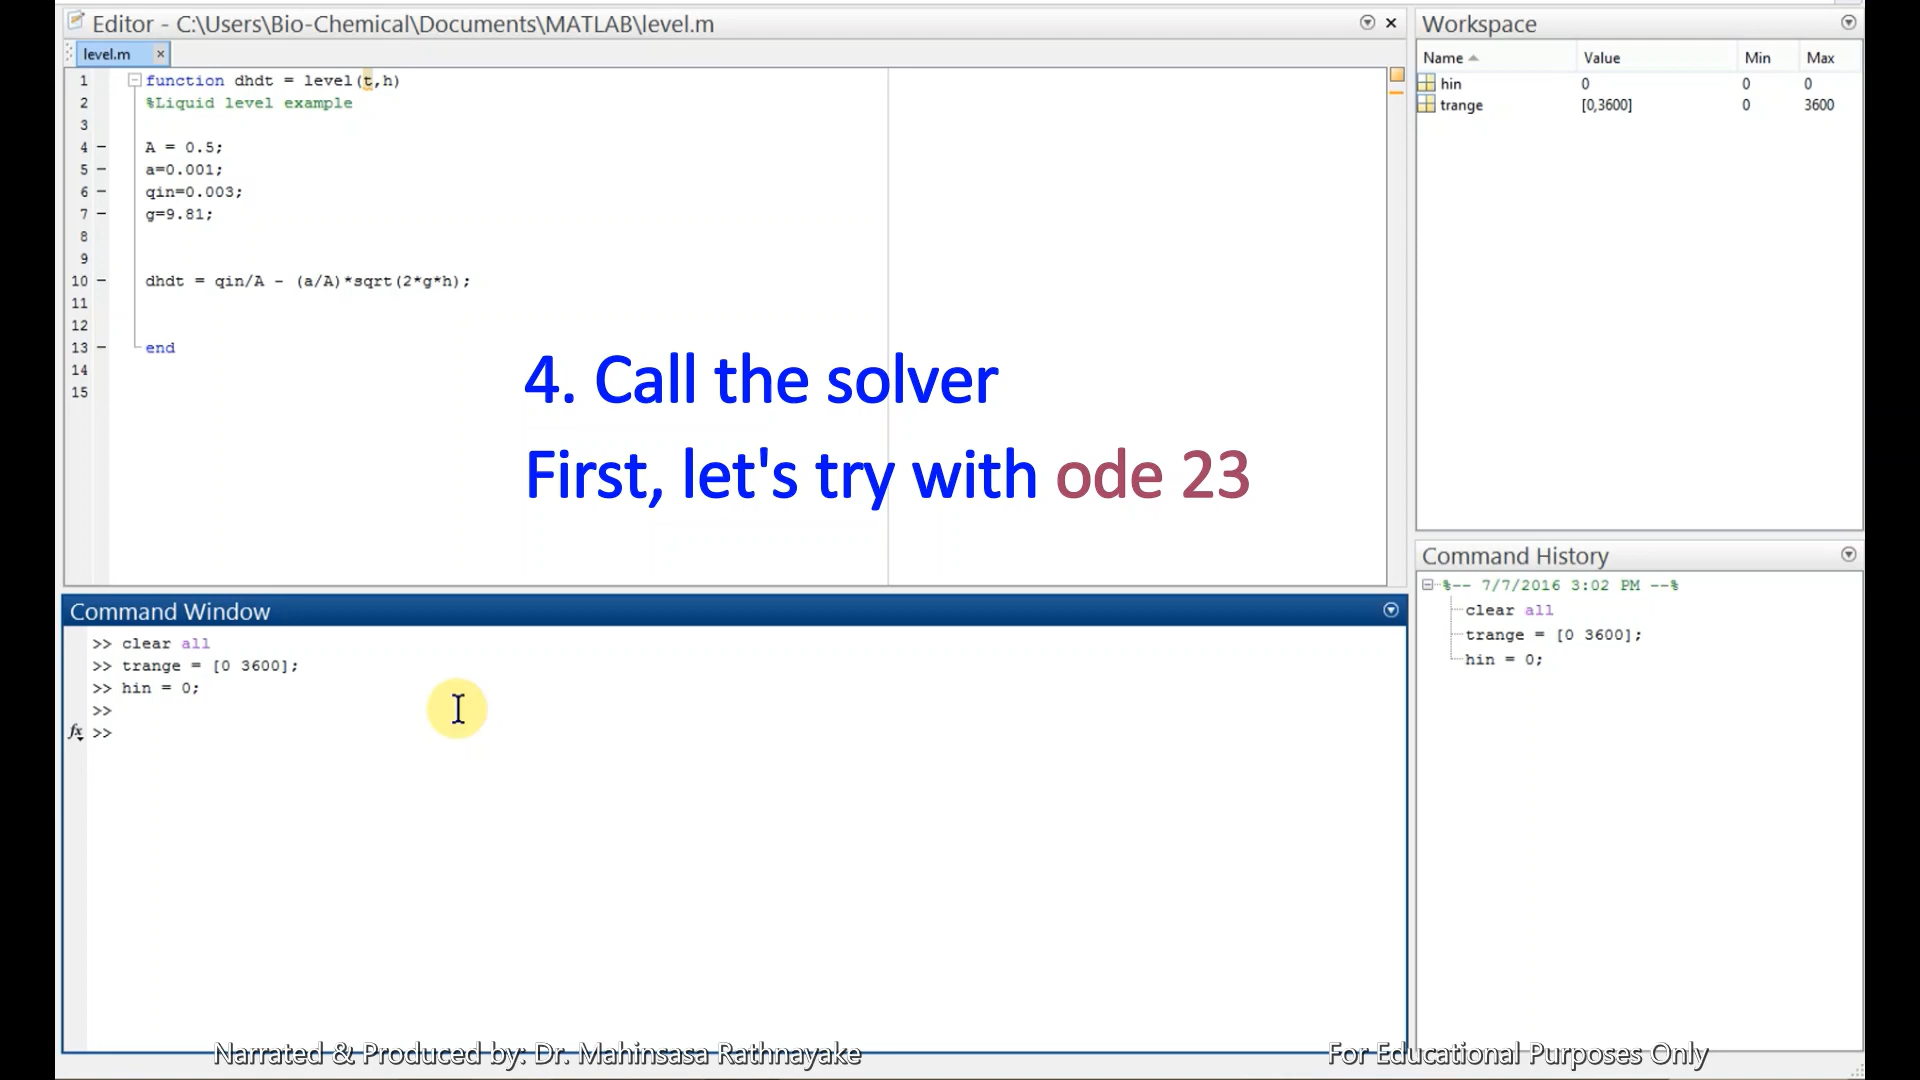 Editor - C:\Users\Bio-Chemical\Documents\MATLAB\level.m
level.m
1 function dhdt = level(t,h)
2 %Liquid level example
3
4 A = 0.5;
5 a=0.001;
6 qin=0.003;
7 g=9.81;
8
9
10 dhdt = qin/A - (a/A)*sqrt(2*g*h);
11
12
13 end
14
15
4. Call the solver
First, let's try with ode 23
Command Window
>> clear all
>> trange = [0 3600];
>> hin = 0;
>>
fx >>
Workspace
Name Value Min Max
hin 0 0 0
trange [0,3600] 0 3600
Command History
%-- 7/7/2016 3:02 PM --%
clear all
trange = [0 3600];
hin = 0;
Narrated & Produced by: Dr. Mahinsasa Rathnayake
For Educational Purposes Only